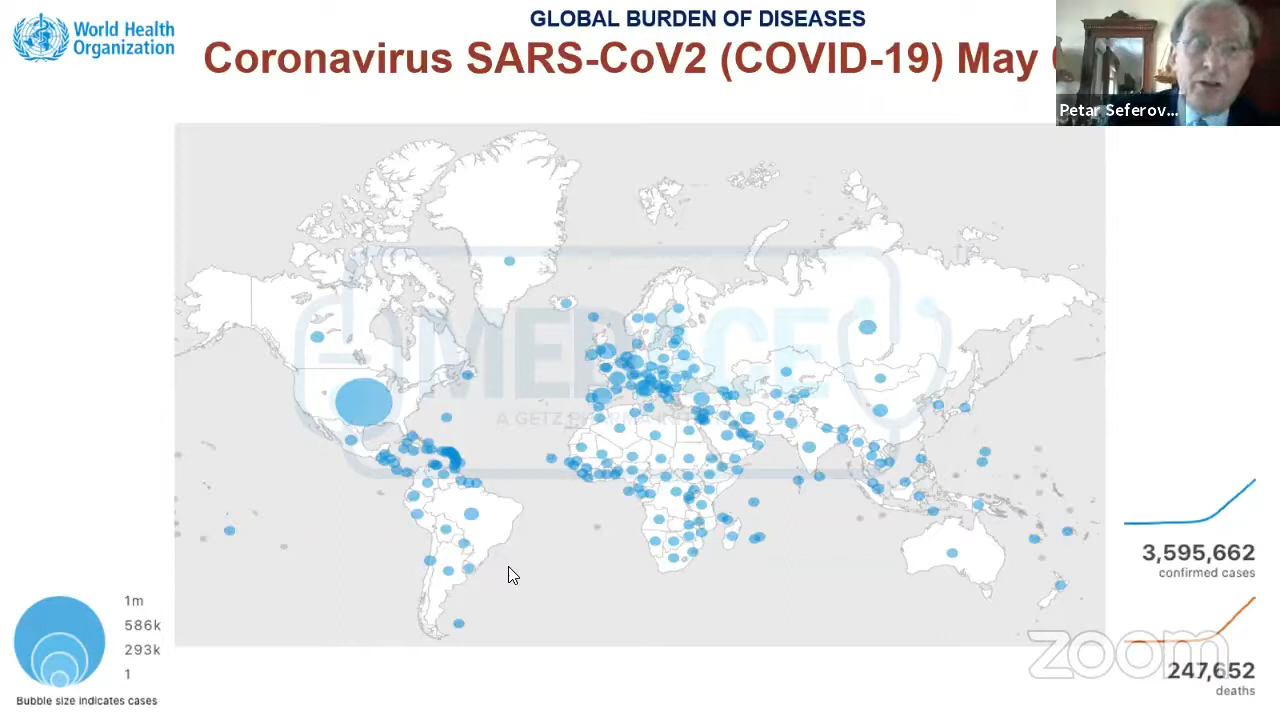 World Health
Organization
GLOBAL BURDEN OF DISEASES
Coronavirus SARS-CoV2 (COVID-19) May
Petar Seferov...
A GETZ
3,595,662
confirmed cases
1m
586k
293k
1
Bubble size indicates cases
zoom
247,652
deaths